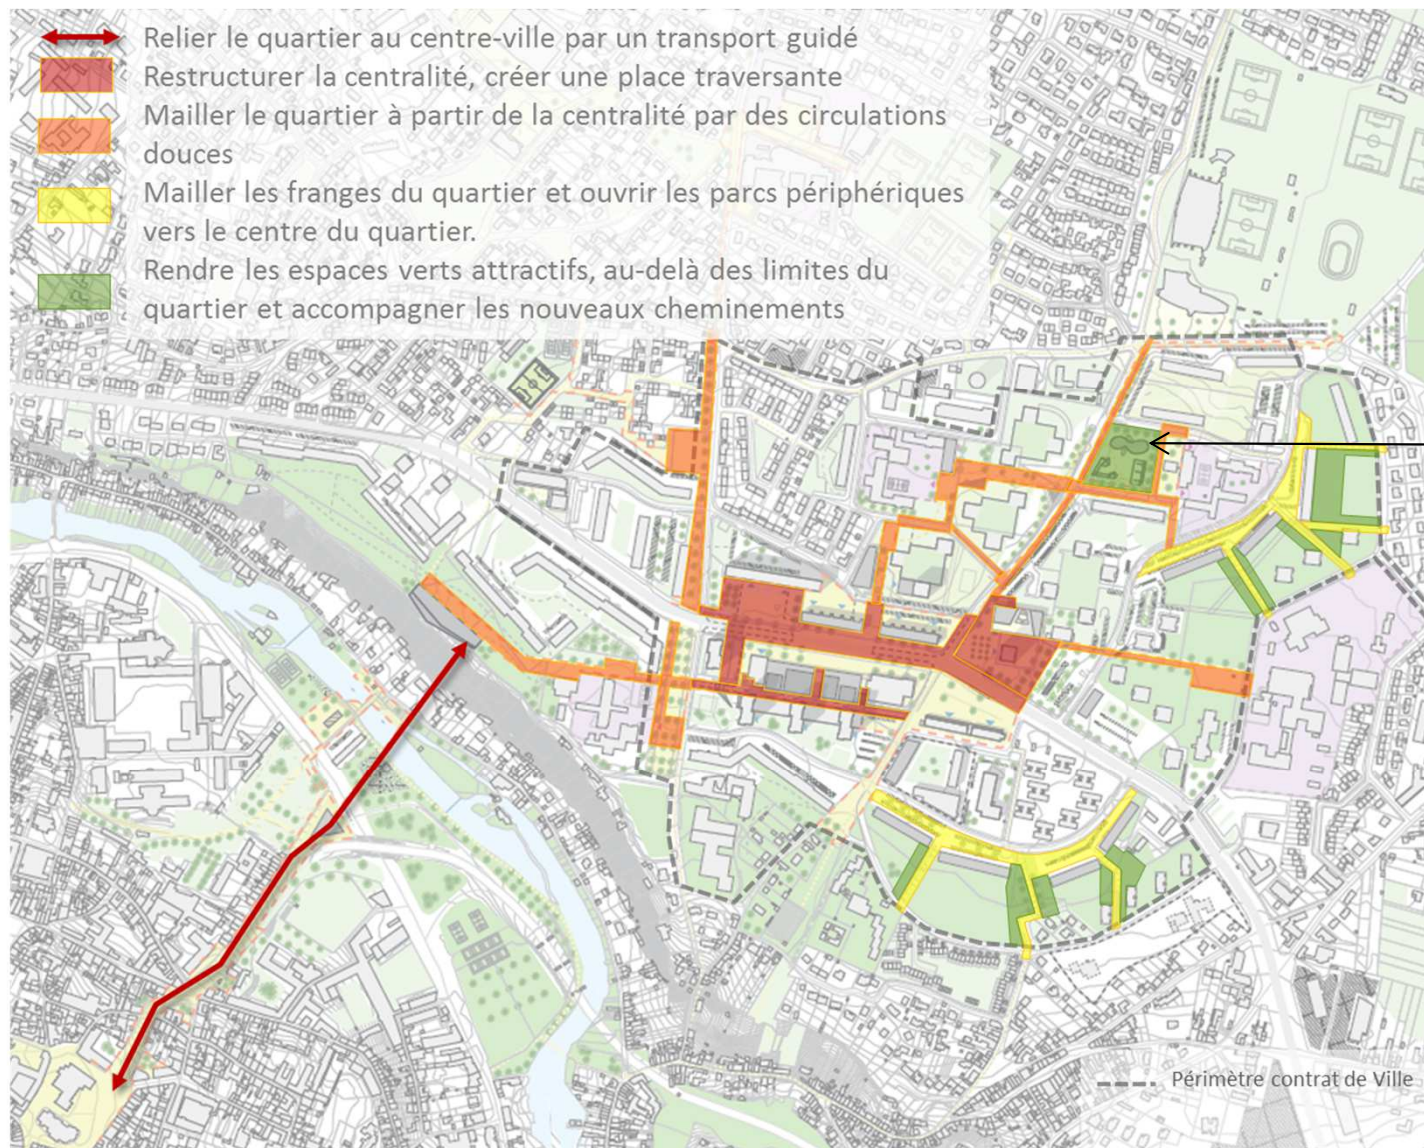 Relier le quartier au centre-ville par un transport guidé
Restructurer la centralité, créer une place traversante
Mailler le quartier à partir de la centralité par des circulations
douces
Mailler les franges du quartier et ouvrir les parcs périphériques
vers le centre du quartier.
Rendre les espaces verts attractifs, au-delà des limites du
quartier et accompagner les nouveaux cheminements
Périmètre contrat de Ville